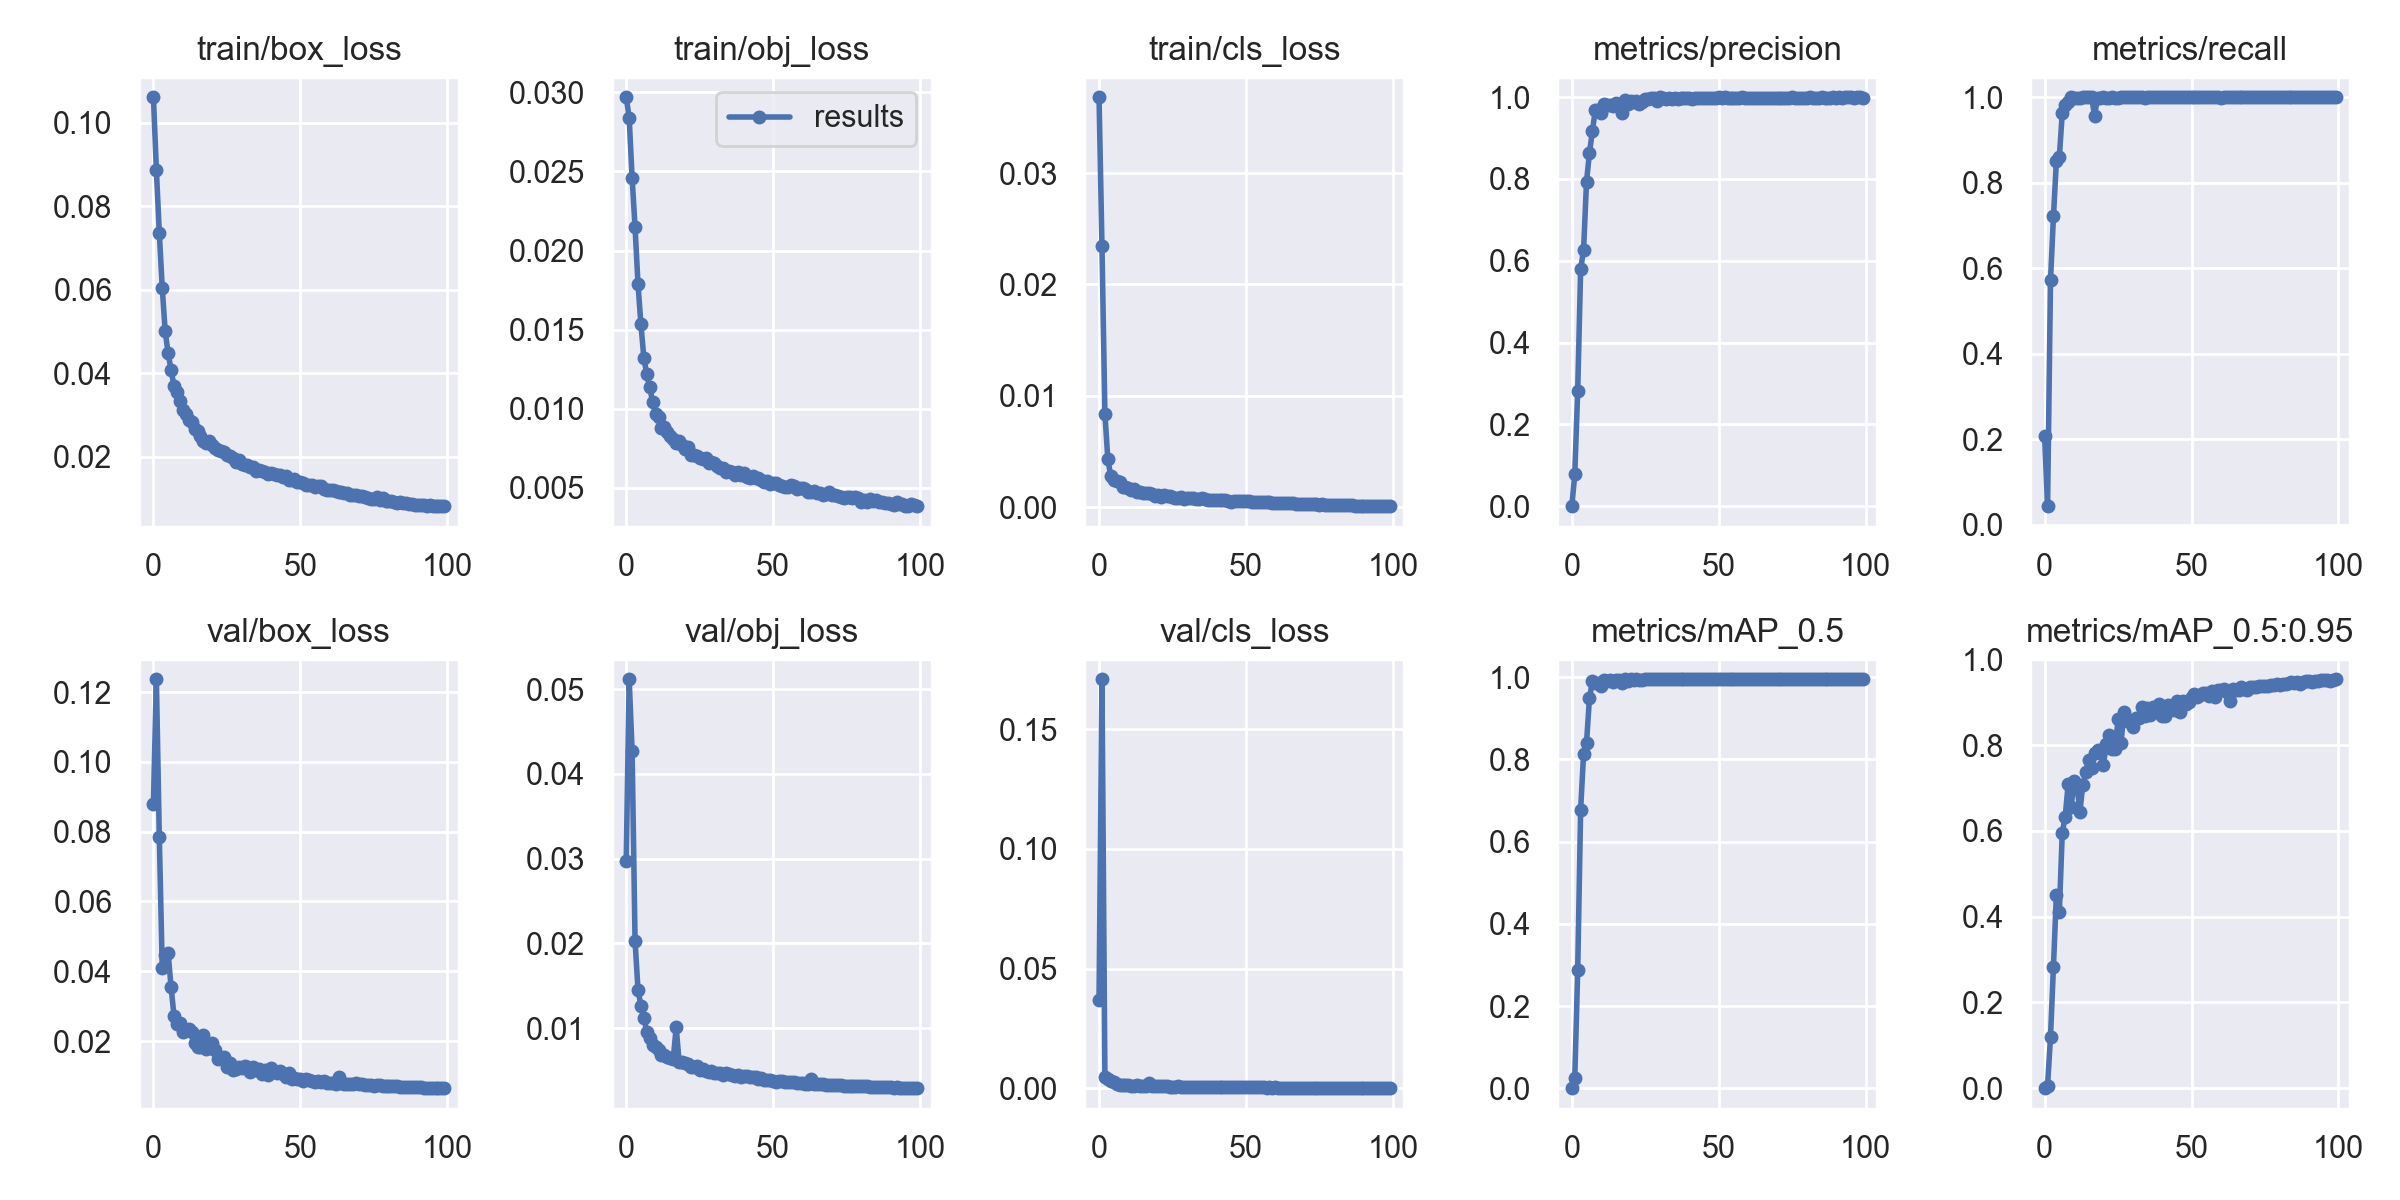 train/box_loss
0.10
0.08
0.06
0.04
0.02
0 50 100
train/obj_loss
results
0.030
0.025
0.020
0.015
0.010
0.005
0 50 100
train/cls_loss
0.03
0.02
0.01
0.00
0 50 100
metrics/precision
1.0
0.8
0.6
0.4
0.2
0.0
0 50 100
metrics/recall
1.0
0.8
0.6
0.4
0.2
0.0
0 50 100
val/box_loss
0.12
0.10
0.08
0.06
0.04
0.02
0 50 100
val/obj_loss
0.05
0.04
0.03
0.02
0.01
0 50 100
val/cls_loss
0.15
0.10
0.05
0.00
0 50 100
metrics/mAP_0.5
1.0
0.8
0.6
0.4
0.2
0.0
0 50 100
metrics/mAP_0.5:0.95
1.0
0.8
0.6
0.4
0.2
0.0
0 50 100